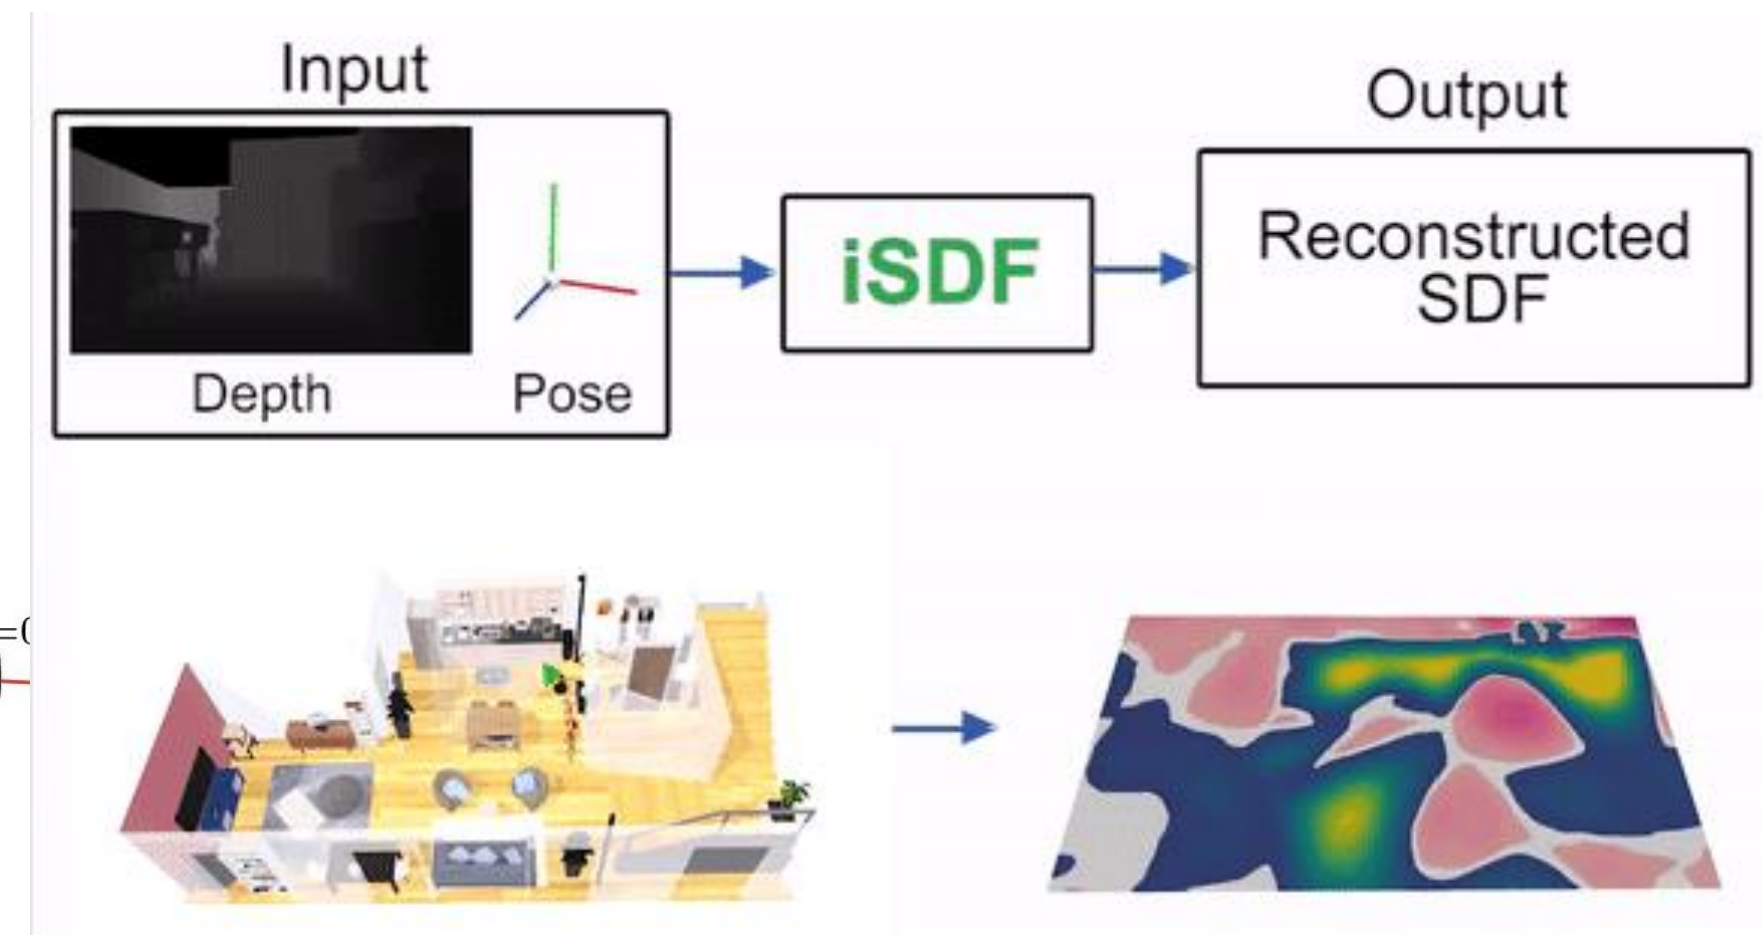 Input
Output
Depth
Pose
iSDF
Reconstructed
SDF